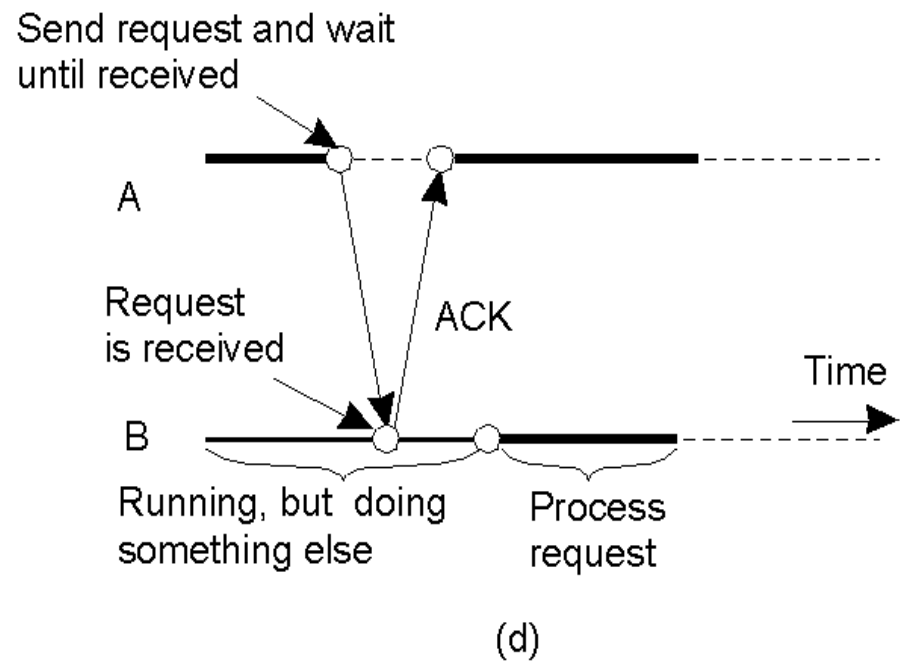 Send request and wait
until received
A
Request
is received
ACK
Time
B
Running, but doing
something else
Process
request
(d)